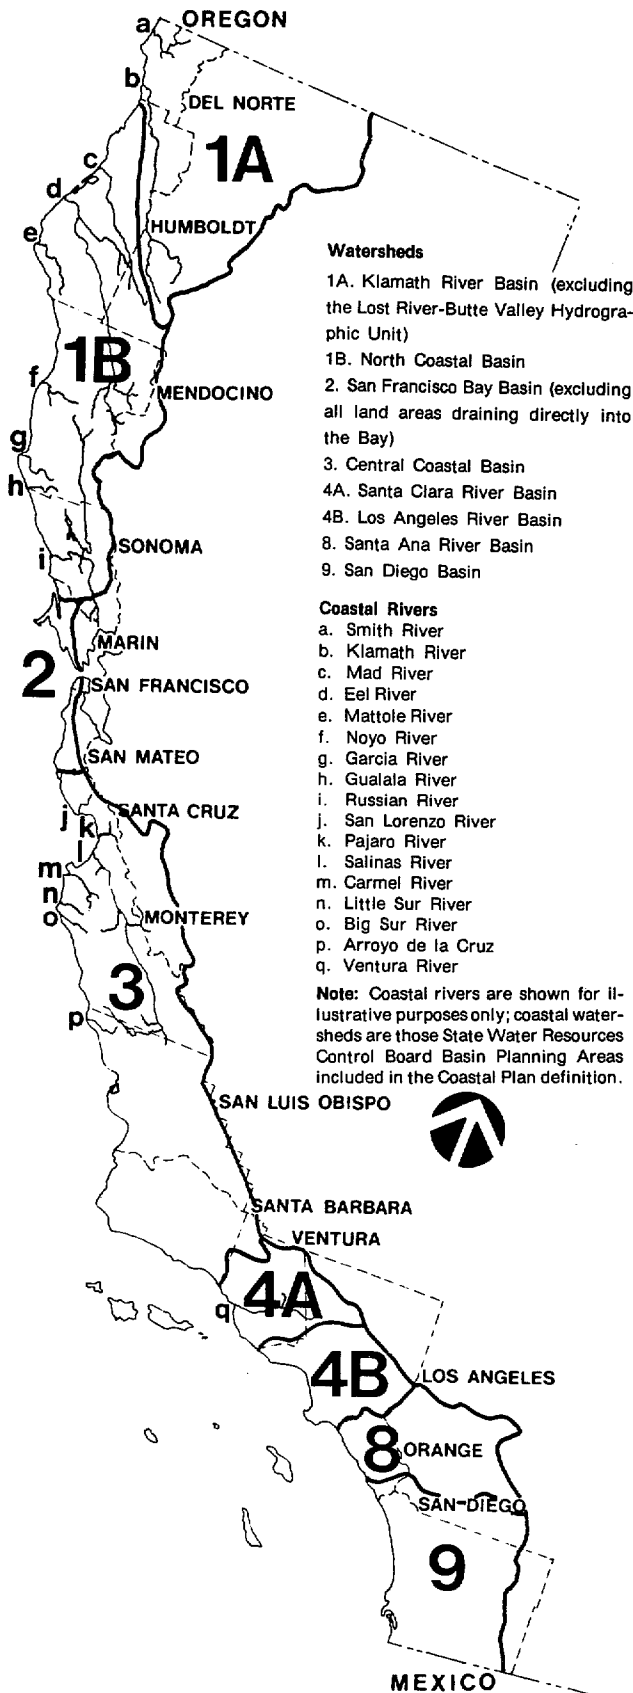 a OREGON
b
DEL NORTE
1A
c
d
HUMBOLDT
e
Watersheds
1A. Klamath River Basin (excluding
the Lost River-Butte Valley Hydrogra-
phic Unit)
1B. North Coastal Basin
2. San Francisco Bay Basin (excluding
all land areas draining directly into
the Bay)
3. Central Coastal Basin
4A. Santa Clara River Basin
4B. Los Angeles River Basin
8. Santa Ana River Basin
9. San Diego Basin
1B
f
MENDOCINO
g
h
SONOMA
i
MARIN
2
SAN FRANCISCO
SAN MATEO
SANTA CRUZ
j
k
l
m
n
o
MONTEREY
3
p
Coastal Rivers
a. Smith River
b. Klamath River
c. Mad River
d. Eel River
e. Mattole River
f. Noyo River
g. Garcia River
h. Gualala River
i. Russian River
j. San Lorenzo River
k. Pajaro River
l. Salinas River
m. Carmel River
n. Little Sur River
o. Big Sur River
p. Arroyo de la Cruz
q. Ventura River
Note: Coastal rivers are shown for il-
lustrative purposes only; coastal water-
sheds are those State Water Resources
Control Board Basin Planning Areas
included in the Coastal Plan definition.
SAN LUIS OBISPO
SANTA BARBARA
VENTURA
4A
q
4B
LOS ANGELES
8 ORANGE
SAN DIEGO
9
MEXICO